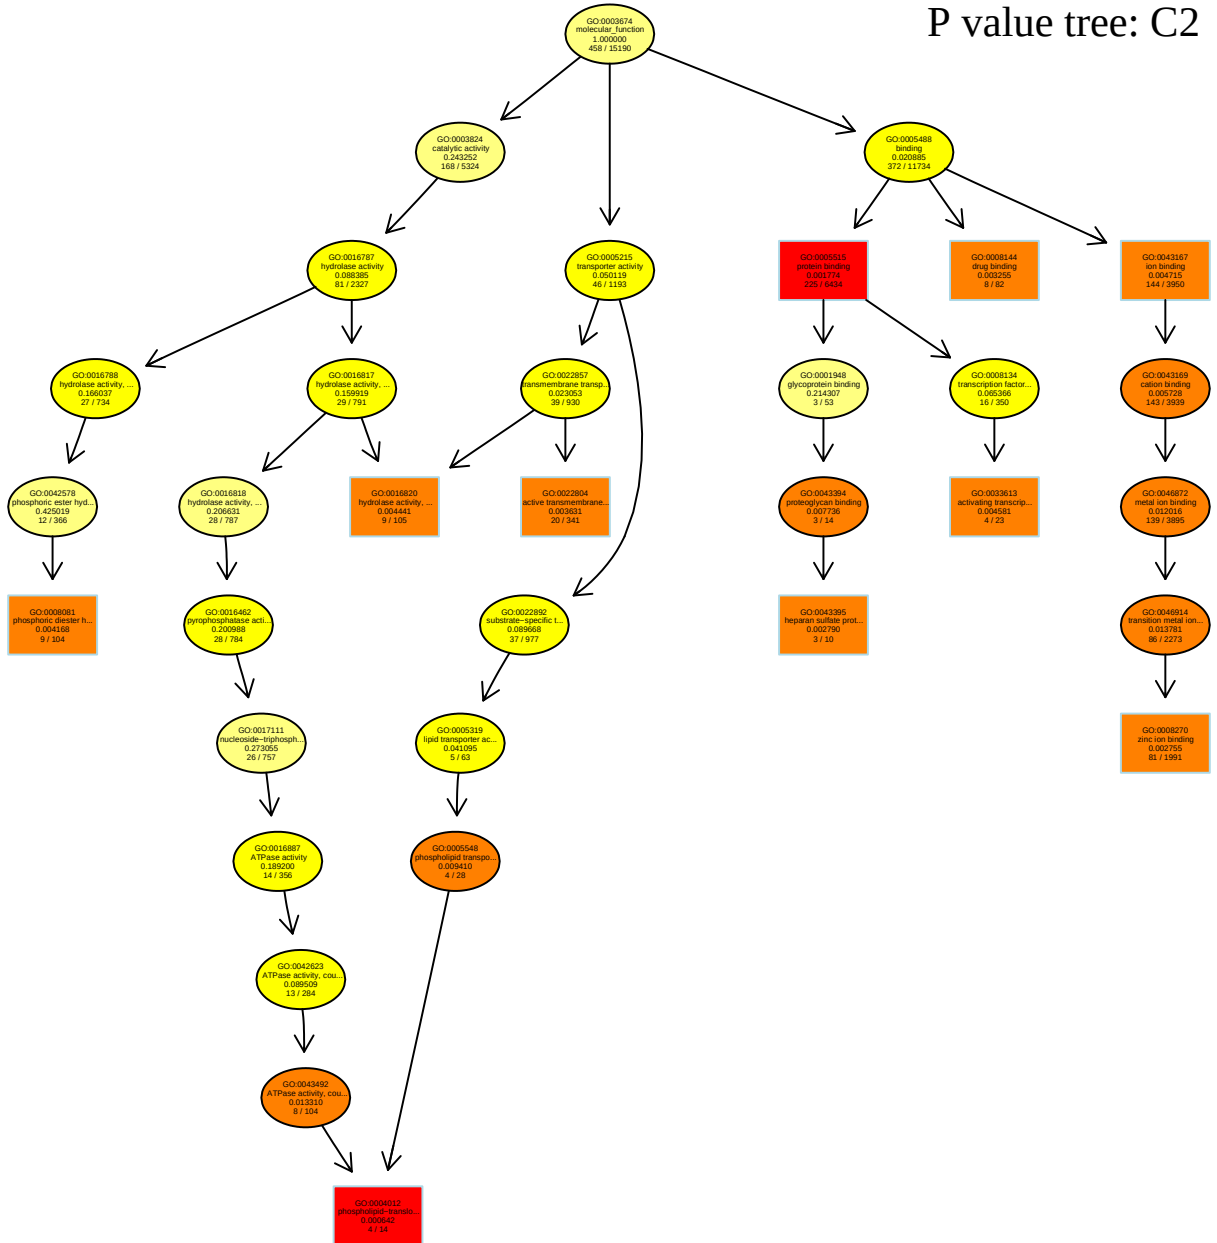 P value tree: C2
GO:0003674
molecular_function
1.000000
458 / 15190
GO:0003824
catalytic activity
0.243252
168 / 5324
GO:0005488
binding
0.020885
372 / 11734
GO:0016787
hydrolase activity
0.088385
81 / 2327
GO:0005215
transporter activity
0.050119
46 / 1193
GO:0005515
protein binding
0.001774
225 / 6434
GO:0008144
drug binding
0.003255
8 / 82
GO:0043167
ion binding
0.004715
144 / 3950
GO:0016788
hydrolase activity, ...
0.166037
27 / 734
GO:0016817
hydrolase activity, ...
0.159919
29 / 791
GO:0022857
transmembrane transp...
0.023053
39 / 930
GO:0001948
glycoprotein binding
0.214307
3 / 53
GO:0008134
transcription factor...
0.065366
16 / 350
GO:0043169
cation binding
0.005728
143 / 3939
GO:0042578
phosphoric ester hyd...
0.425019
12 / 366
GO:0016818
hydrolase activity, ...
0.206631
28 / 787
GO:0016820
hydrolase activity, ...
0.004441
9 / 105
GO:0022804
active transmembrane...
0.003631
20 / 341
GO:0043394
proteoglycan binding
0.007736
3 / 14
GO:0033613
activating transcrip...
0.004581
4 / 23
GO:0046872
metal ion binding
0.012016
139 / 3895
GO:0008081
phosphoric diester h...
0.004168
9 / 104
GO:0016462
pyrophosphatase acti...
0.200988
28 / 784
GO:0022892
substrate−specific t...
0.089668
37 / 977
GO:0043395
heparan sulfate prot...
0.002790
3 / 10
GO:0046914
transition metal ion...
0.013781
86 / 2273
GO:0017111
nucleoside−triphosph...
0.273055
26 / 757
GO:0005319
lipid transporter ac...
0.041095
5 / 63
GO:0008270
zinc ion binding
0.002755
81 / 1991
GO:0016887
ATPase activity
0.189200
14 / 356
GO:0005548
phospholipid transpo...
0.009410
4 / 28
GO:0042623
ATPase activity, cou...
0.089509
13 / 284
GO:0043492
ATPase activity, cou...
0.013310
8 / 104
GO:0004012
phospholipid−translo...
0.000642
4 / 14